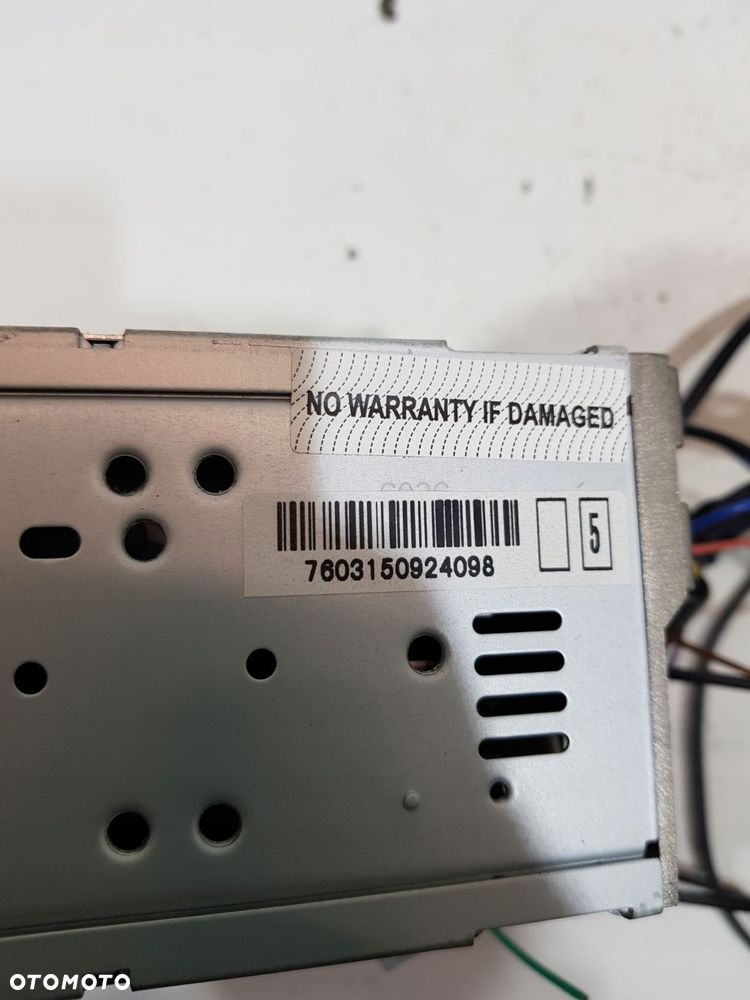 NO WARRANTY IF DAMAGED
5
7603150924098
OTOMOTO